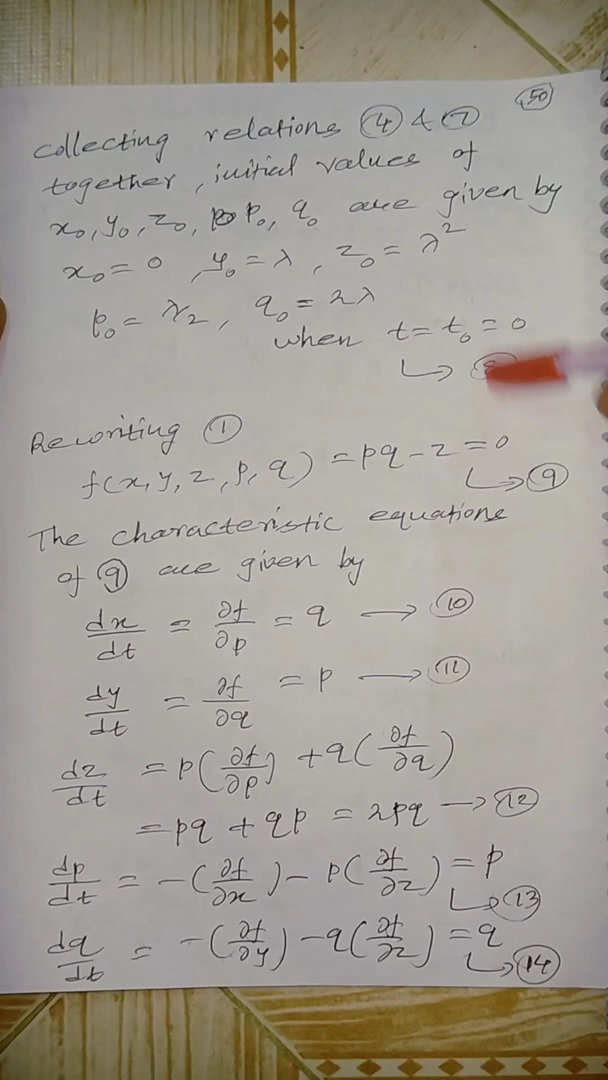 50
collecting relations ④ & ⑦
together, initial values of
x₀, y₀, z₀, p₀, q₀ are given by
x₀ = 0 , y₀ = λ , z₀ = λ²
p₀ = λ/2 , q₀ = 2λ
when t = t₀ = 0
↳
Rewriting ①
f(x, y, z, p, q) = pq - z = 0
↳ ⑨
The characteristic equations
of ⑨ are given by
dx/dt = ∂f/∂p = q → ⑩
dy/dt = ∂f/∂q = p → ⑪
dz/dt = p(∂f/∂p) + q(∂f/∂q)
= pq + qp = 2pq → ⑫
dp/dt = -(∂f/∂x) - p(∂f/∂z) = p
↳ ⑬
dq/dt = -(∂f/∂y) - q(∂f/∂z) = q
↳ ⑭